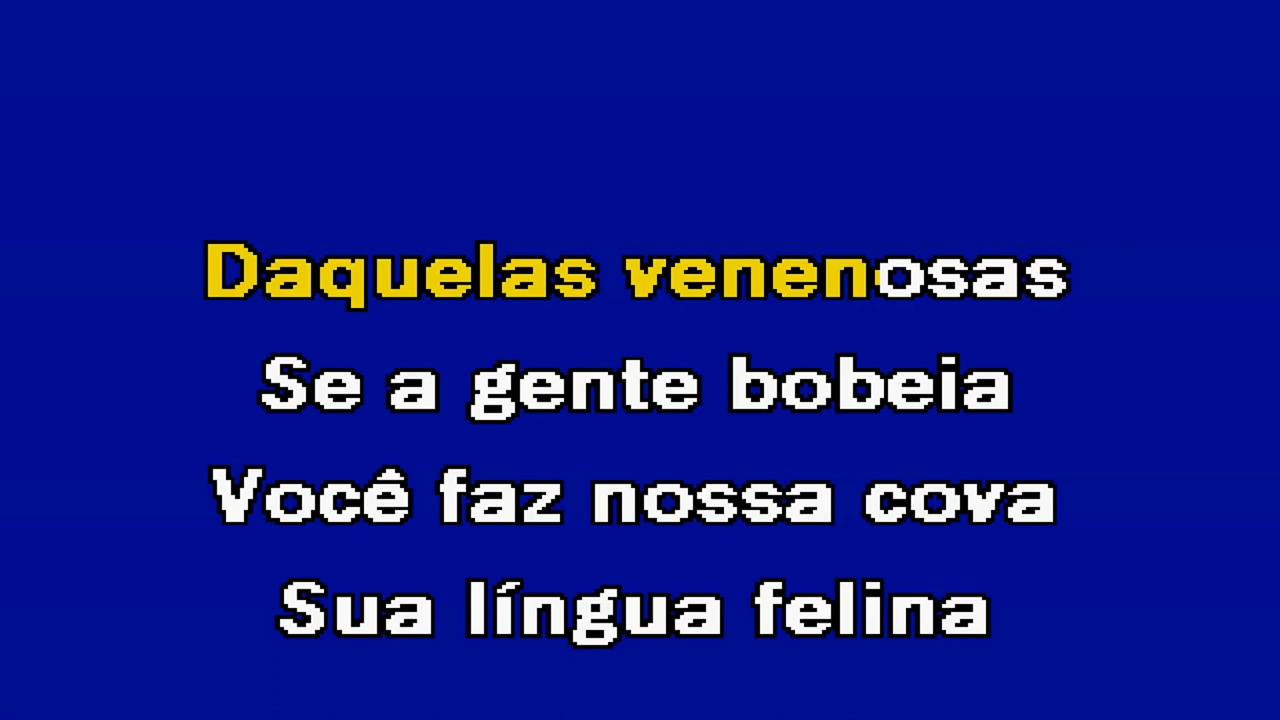 Daquelas venenosas
Se a gente bobeia
Você faz nossa cova
Sua língua felina